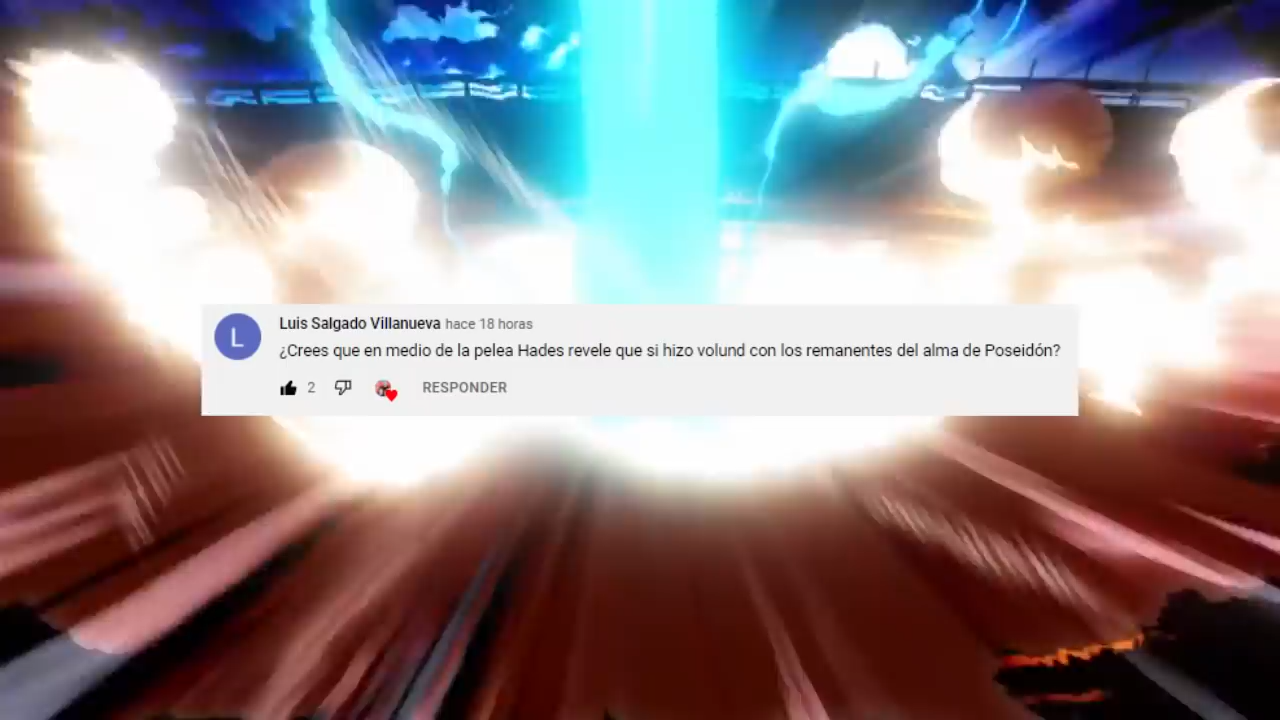 L
Luis Salgado Villanueva hace 18 horas
¿Crees que en medio de la pelea Hades revele que si hizo volund con los remanentes del alma de Poseidón?
2 RESPONDER